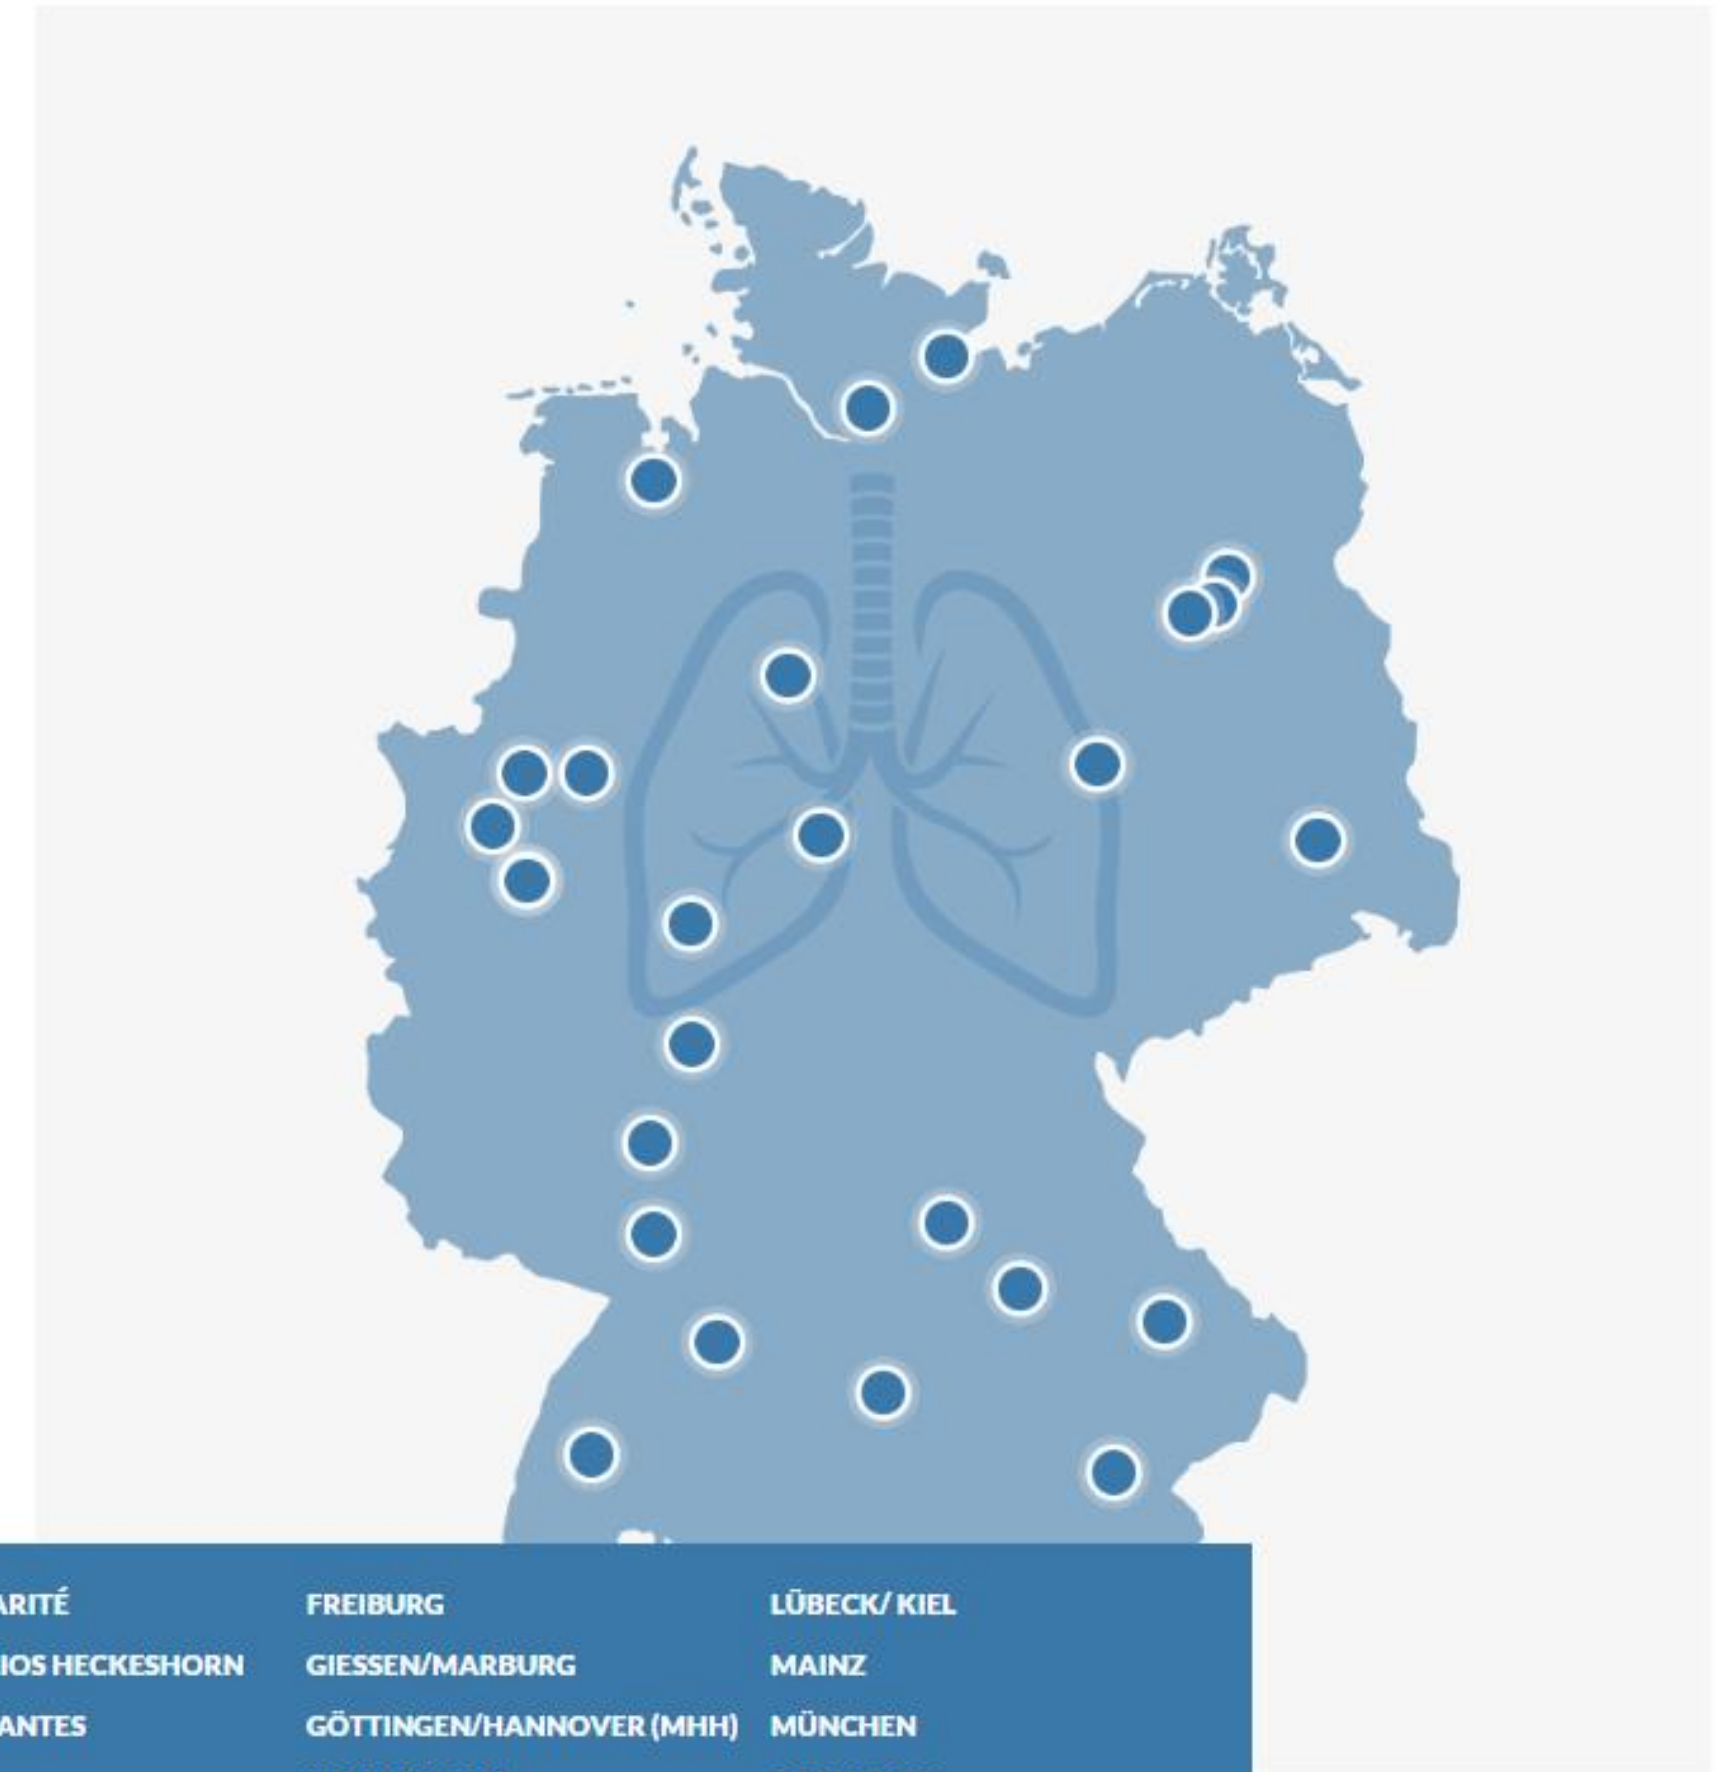 ARITÉ
IOS HECKESHORN
ANTES
FREIBURG
GIESSEN/MARBURG
GÖTTINGEN/HANNOVER (MHH)
LÜBECK/ KIEL
MAINZ
MÜNCHEN